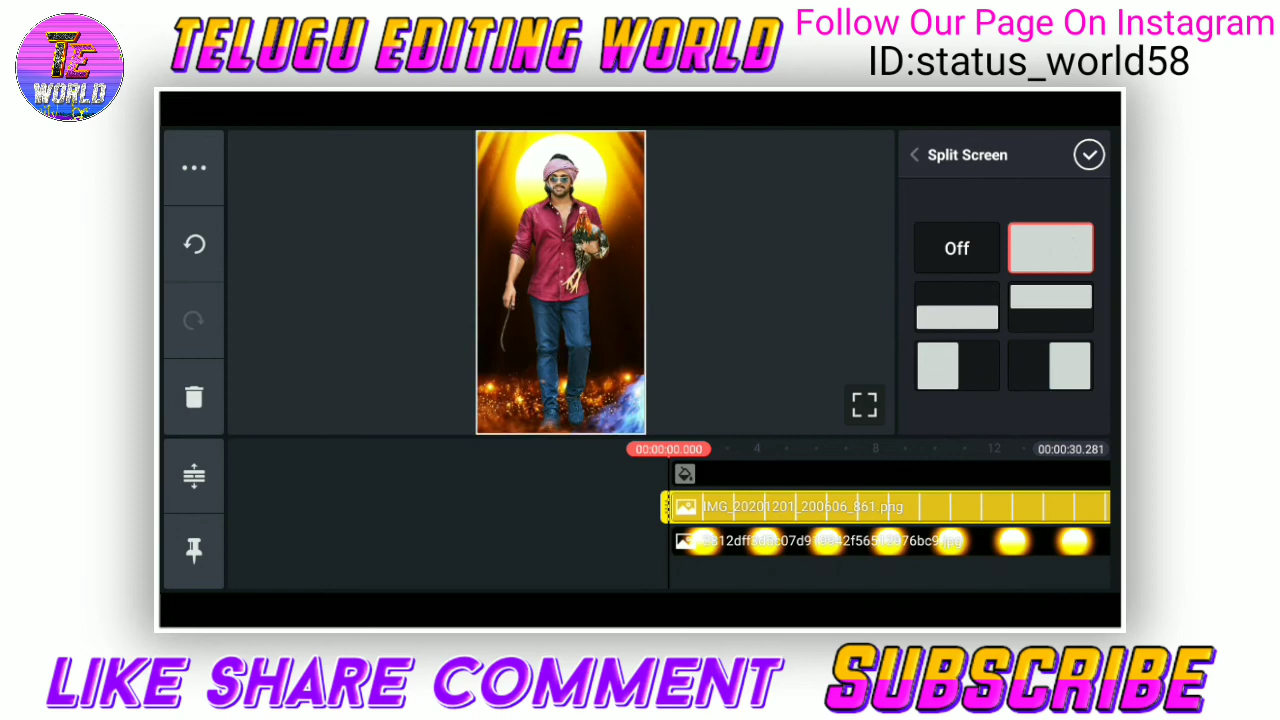 TELUGU EDITING WORLD
Follow Our Page On Instagram
ID:status_world58
TE
WORLD
Split Screen
Off
00:00:00.000
4
8
12
00:00:30.281
IMG_20201201_200606_861.png
LIKE SHARE COMMENT
SUBSCRIBE